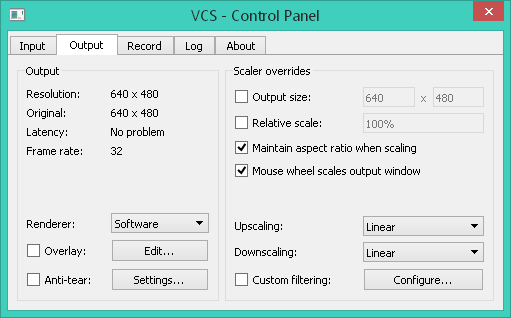 VCS - Control Panel
Input Output Record Log About
Output
Resolution: 640 x 480
Original: 640 x 480
Latency: No problem
Frame rate: 32
Renderer: Software
Overlay: Edit...
Anti-tear: Settings...
Scaler overrides
Output size: 640 x 480
Relative scale: 100%
Maintain aspect ratio when scaling
Mouse wheel scales output window
Upscaling: Linear
Downscaling: Linear
Custom filtering: Configure...